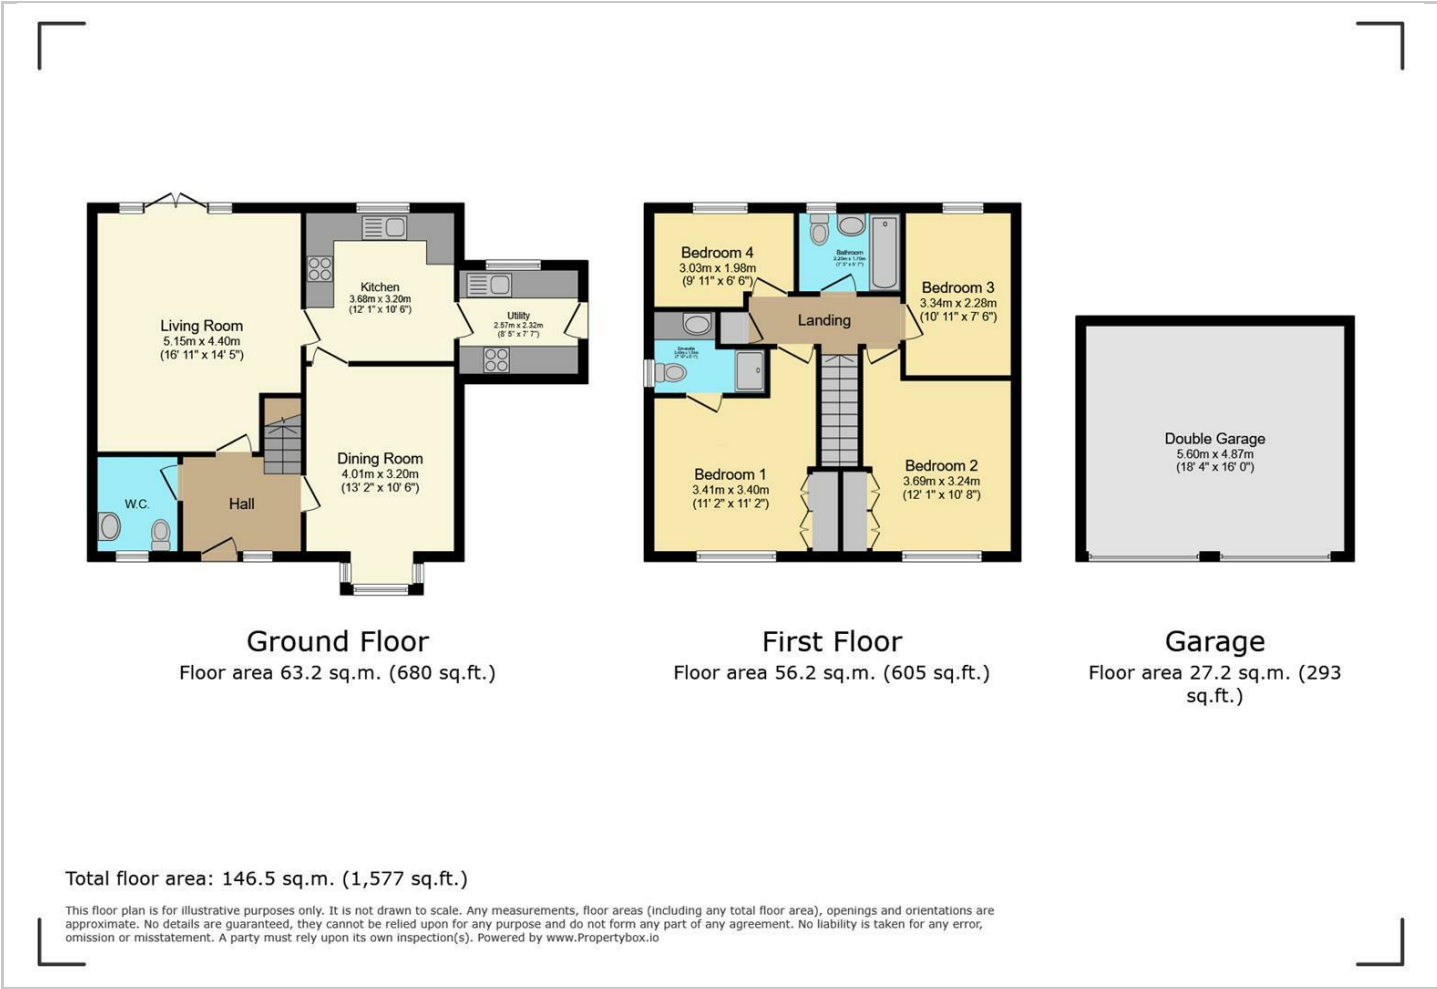 Living Room
5.15m x 4.40m
(16' 11" x 14' 5")
Kitchen
3.68m x 3.20m
(12' 1" x 10' 6")
Utility
2.57m x 2.32m
(8' 5" x 7' 7")
Dining Room
4.01m x 3.20m
(13' 2" x 10' 6")
W.C.
Hall
Bedroom 4
3.03m x 1.98m
(9' 11" x 6' 6")
Bathroom
Bedroom 3
3.34m x 2.28m
(10' 11" x 7' 6")
Landing
Bedroom 1
3.41m x 3.40m
(11' 2" x 11' 2")
Bedroom 2
3.69m x 3.24m
(12' 1" x 10' 8")
Double Garage
5.60m x 4.87m
(18' 4" x 16' 0")
Ground Floor
Floor area 63.2 sq.m. (680 sq.ft.)
First Floor
Floor area 56.2 sq.m. (605 sq.ft.)
Garage
Floor area 27.2 sq.m. (293
sq.ft.)
Total floor area: 146.5 sq.m. (1,577 sq.ft.)
This floor plan is for illustrative purposes only. It is not drawn to scale. Any measurements, floor areas (including any total floor area), openings and orientations are
approximate. No details are guaranteed, they cannot be relied upon for any purpose and do not form any part of any agreement. No liability is taken for any error,
omission or misstatement. A party must rely upon its own inspection(s). Powered by www.Propertybox.io